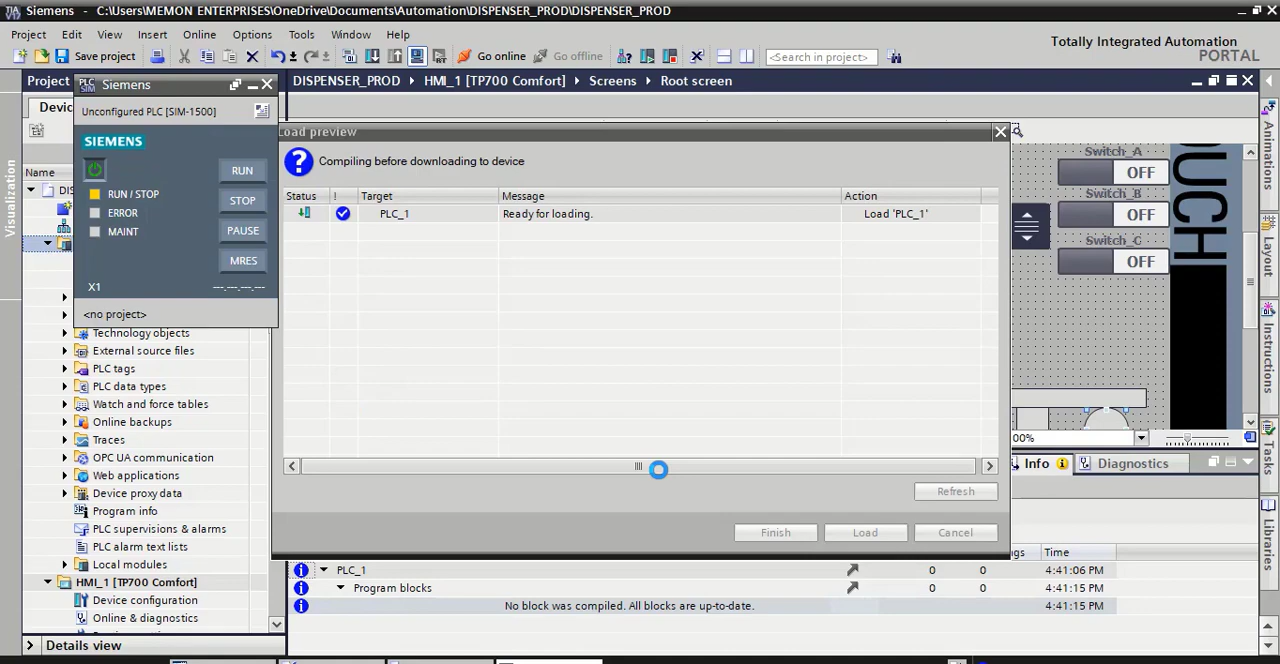 Siemens - C:\Users\MEMON ENTERPRISES\OneDrive\Documents\Automation\DISPENSER_PROD\DISPENSER_PROD
Project Edit View Insert Online Options Tools Window Help
Totally Integrated Automation
PORTAL
Save project
Go online
Go offline
<Search in project>
Project
DISPENSER_PROD HMI_1 [TP700 Comfort] Screens Root screen
PLC SIM
Siemens
Devic
Unconfigured PLC [SIM-1500]
SIEMENS
RUN
RUN / STOP
STOP
ERROR
MAINT
PAUSE
MRES
X1
---.---.---.---
<no project>
Name
DIS
Load preview
Compiling before downloading to device
Status ! Target Message Action
PLC_1 Ready for loading. Load 'PLC_1'
Refresh
Finish Load Cancel
Switch_A
OFF
Switch_B
OFF
Switch_C
OFF
OUCH
00%
Visualization
Animations
Layout
Instructions
Tasks
Libraries
Technology objects
External source files
PLC tags
PLC data types
Watch and force tables
Online backups
Traces
OPC UA communication
Web applications
Device proxy data
Program info
PLC supervisions & alarms
PLC alarm text lists
Local modules
HMI_1 [TP700 Comfort]
Device configuration
Online & diagnostics
Details view
Info Diagnostics
ngs Time
PLC_1 0 0 4:41:06 PM
Program blocks 0 0 4:41:15 PM
No block was compiled. All blocks are up-to-date. 4:41:15 PM